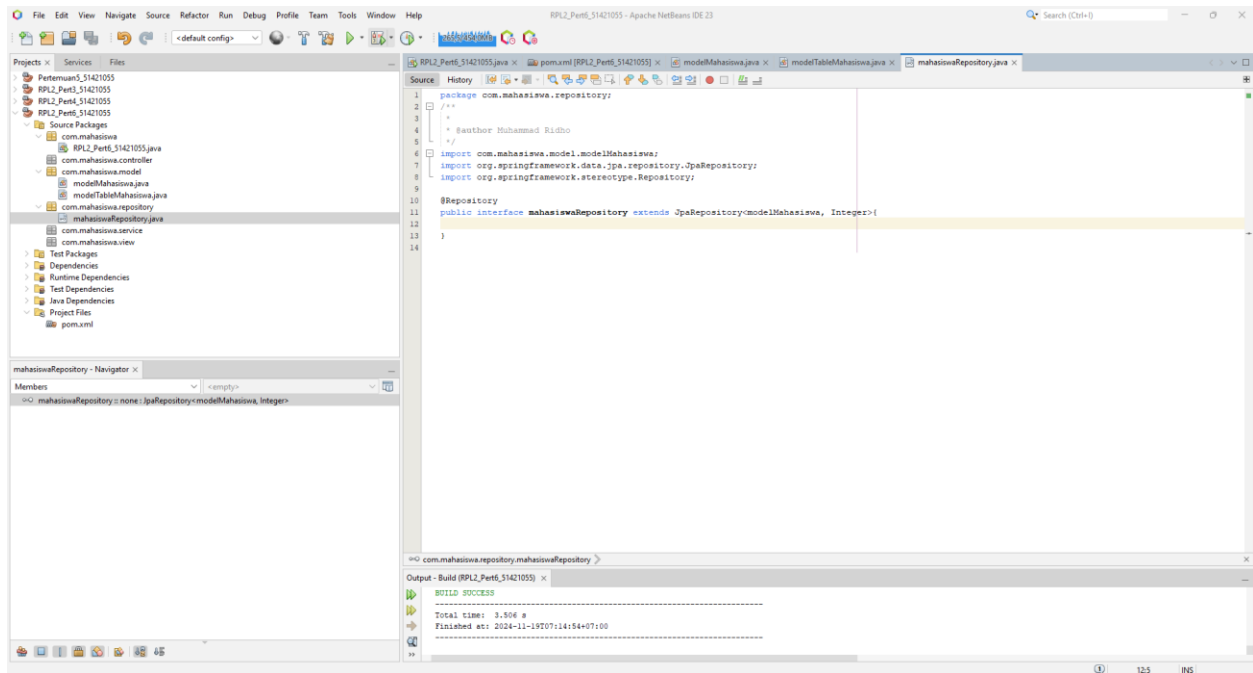 File Edit View Navigate Source Refactor Run Debug Profile Team Tools Window Help
RPL2_Pert6_51421055 - Apache NetBeans IDE 23
Search (Ctrl+I)
<default config>
Projects × Services Files
Pertemuan5_51421055
RPL2_Pert3_51421055
RPL2_Pert4_51421055
RPL2_Pert6_51421055
Source Packages
com.mahasiswa
RPL2_Pert6_51421055.java
com.mahasiswa.controller
com.mahasiswa.model
modelMahasiswa.java
modelTableMahasiswa.java
com.mahasiswa.repository
mahasiswaRepository.java
com.mahasiswa.service
com.mahasiswa.view
Test Packages
Dependencies
Runtime Dependencies
Test Dependencies
Java Dependencies
Project Files
pom.xml
mahasiswaRepository - Navigator ×
Members <empty>
mahasiswaRepository :: none : JpaRepository<modelMahasiswa, Integer>
RPL2_Pert6_51421055.java × pom.xml [RPL2_Pert6_51421055] × modelMahasiswa.java × modelTableMahasiswa.java × mahasiswaRepository.java ×
Source History
1 package com.mahasiswa.repository;
2 /**
3 *
4 * @author Muhammad Ridho
5 */
6 import com.mahasiswa.model.modelMahasiswa;
7 import org.springframework.data.jpa.repository.JpaRepository;
8 import org.springframework.stereotype.Repository;
9
10 @Repository
11 public interface mahasiswaRepository extends JpaRepository<modelMahasiswa, Integer>{
12
13 }
14
com.mahasiswa.repository.mahasiswaRepository
Output - Build (RPL2_Pert6_51421055) ×
BUILD SUCCESS
------------------------------------------------------------------------
Total time: 3.506 s
Finished at: 2024-11-19T07:14:54+07:00
------------------------------------------------------------------------
12:5 INS